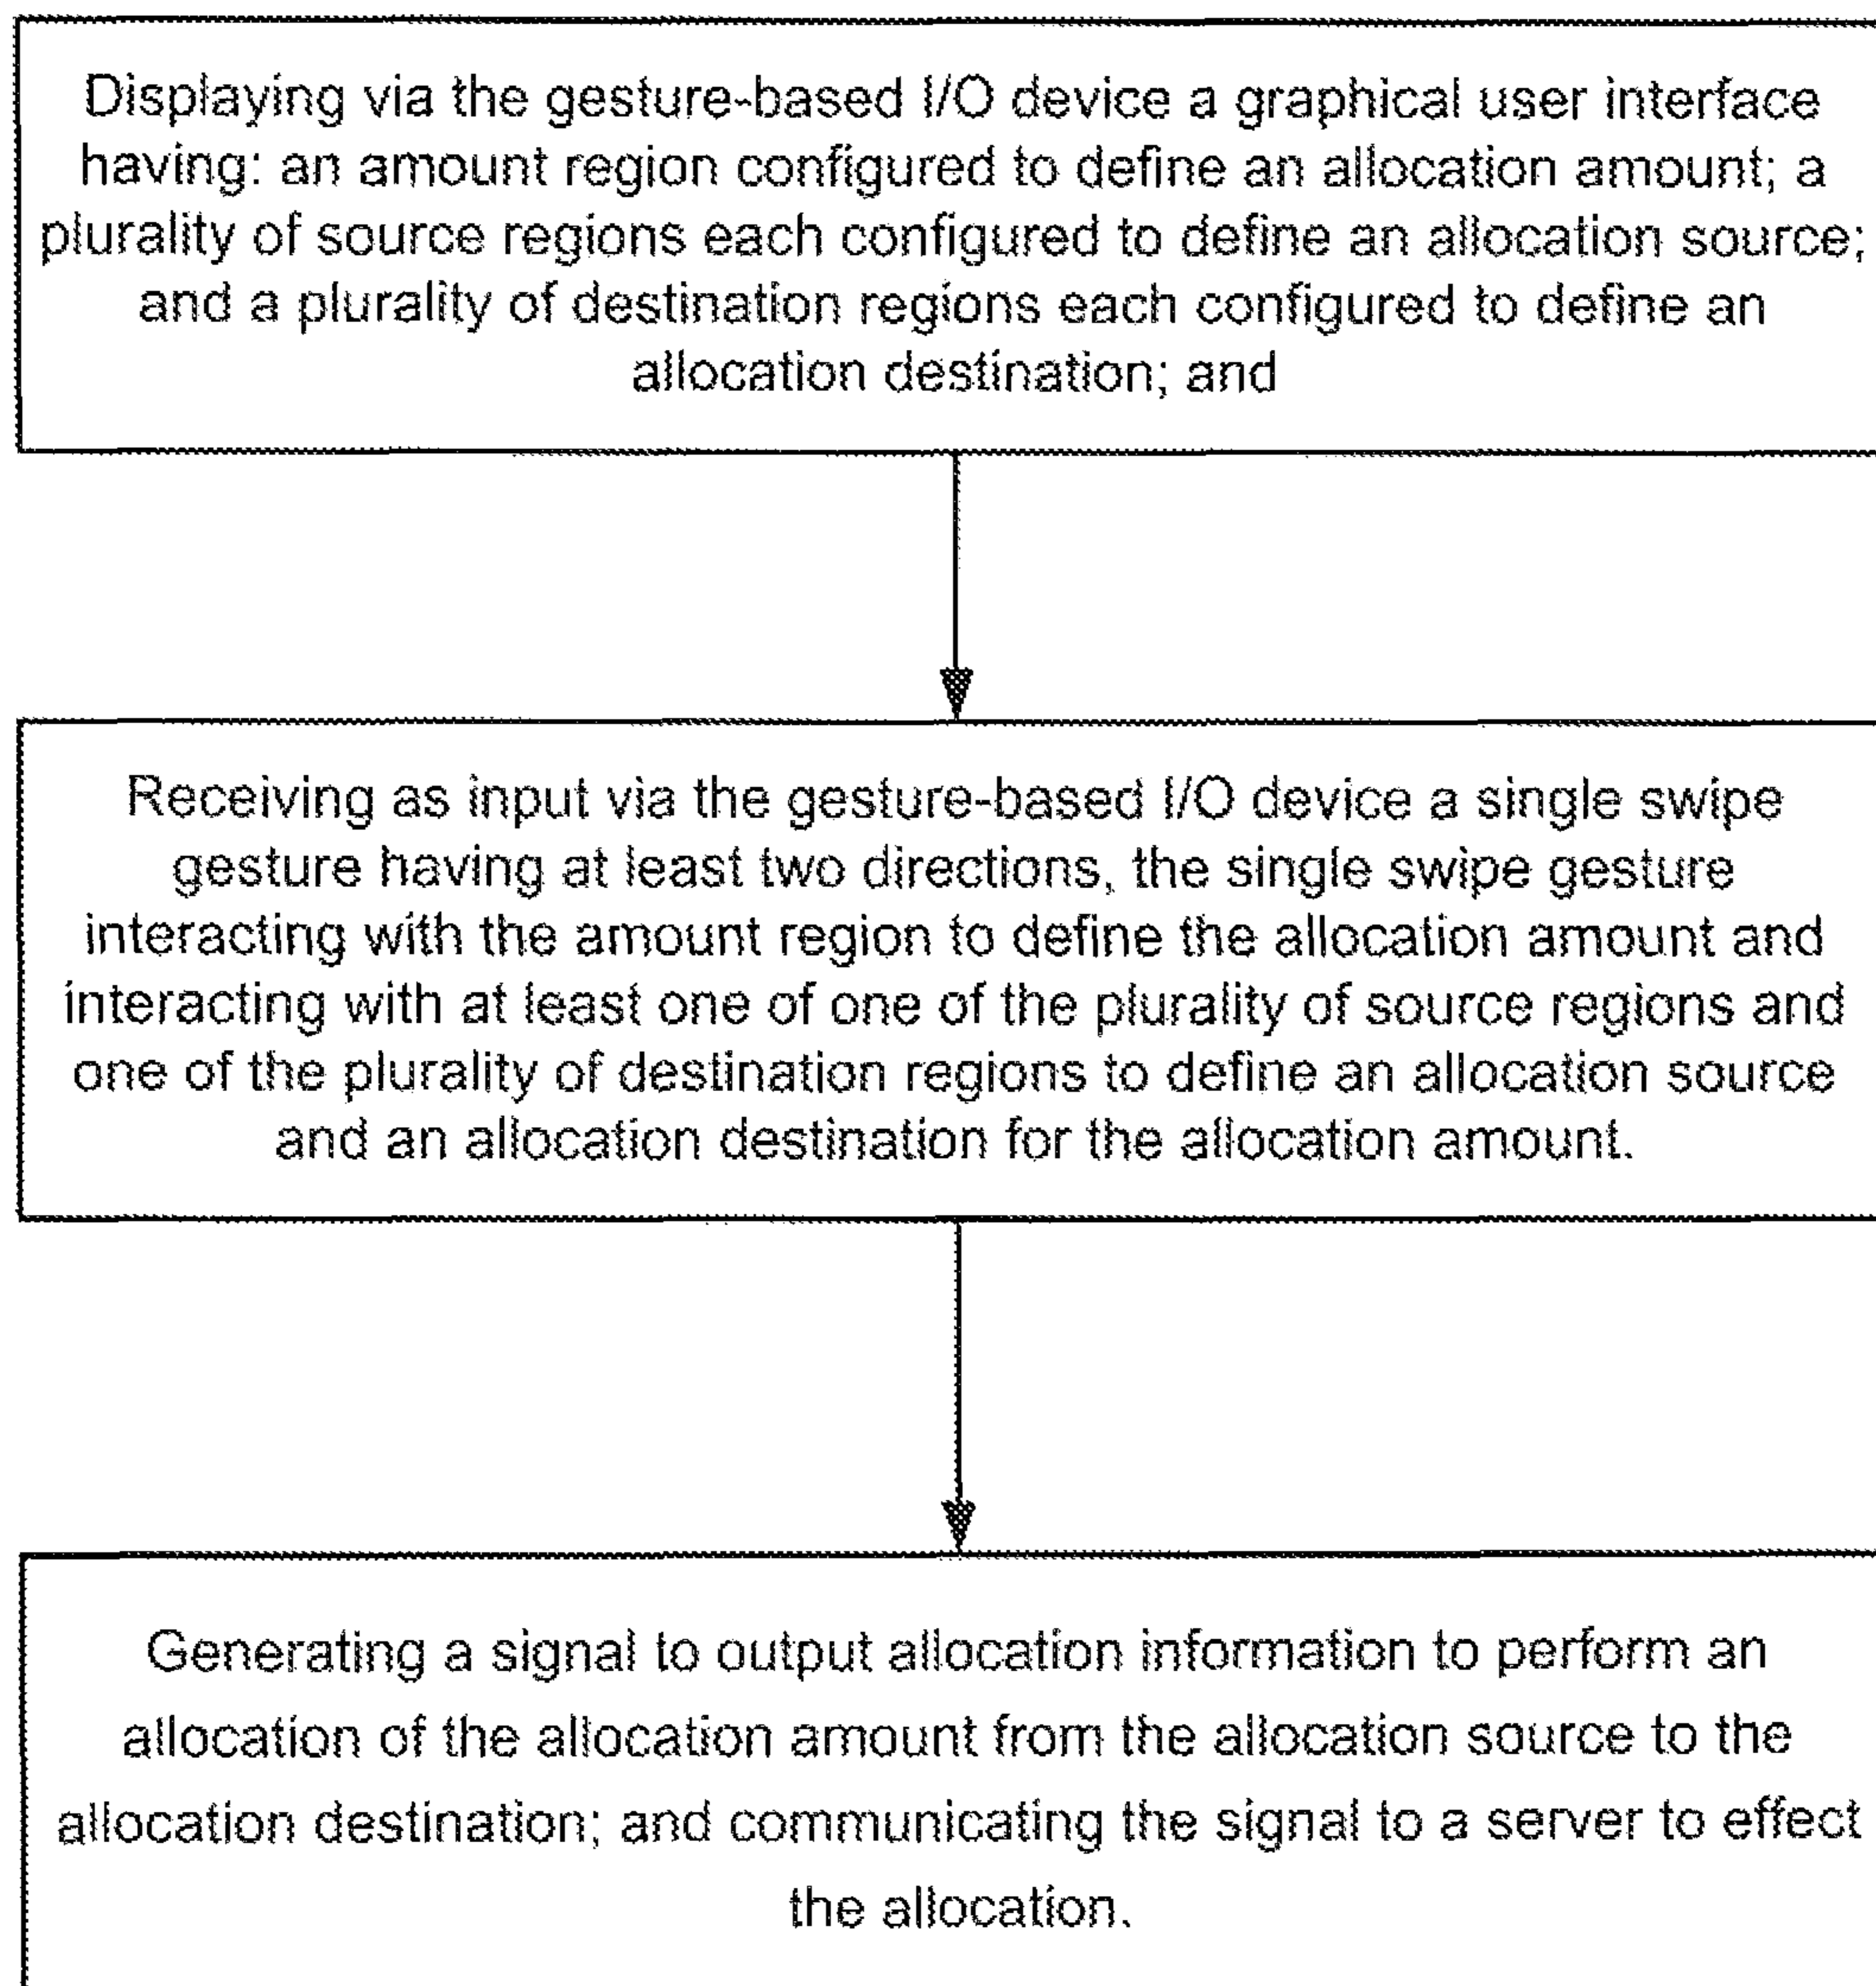 Displaying via the gesture-based I/O device a graphical user interface
having: an amount region configured to define an allocation amount; a
plurality of source regions each configured to define an allocation source;
and a plurality of destination regions each configured to define an
allocation destination; and
Receiving as input via the gesture-based I/O device a single swipe
gesture having at least two directions, the single swipe gesture
interacting with the amount region to define the allocation amount and
interacting with at least one of one of the plurality of source regions and
one of the plurality of destination regions to define an allocation source
and an allocation destination for the allocation amount.
Generating a signal to output allocation information to perform an
allocation of the allocation amount from the allocation source to the
allocation destination; and communicating the signal to a server to effect
the allocation.